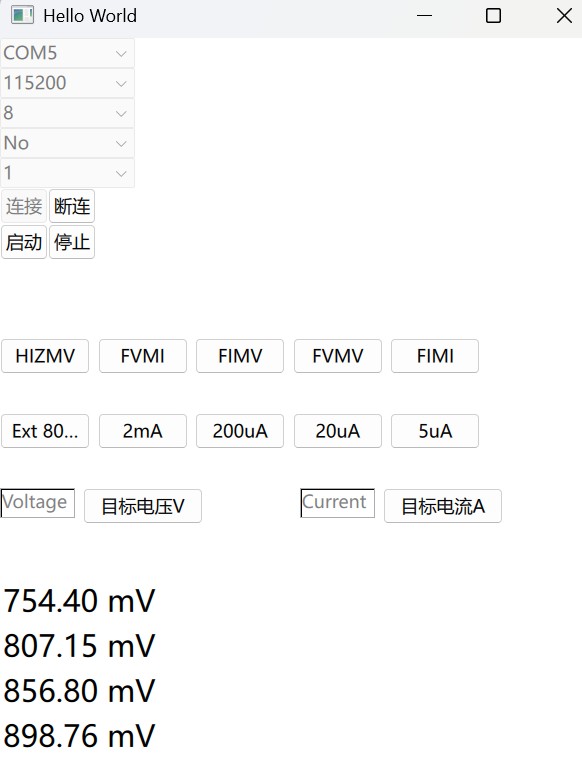 Hello World
COM5
115200
8
No
1
连接 断连
启动 停止
HIZMV FVMI FIMV FVMV FIMI
Ext 80... 2mA 200uA 20uA 5uA
Voltage 目标电压V Current 目标电流A
754.40 mV
807.15 mV
856.80 mV
898.76 mV